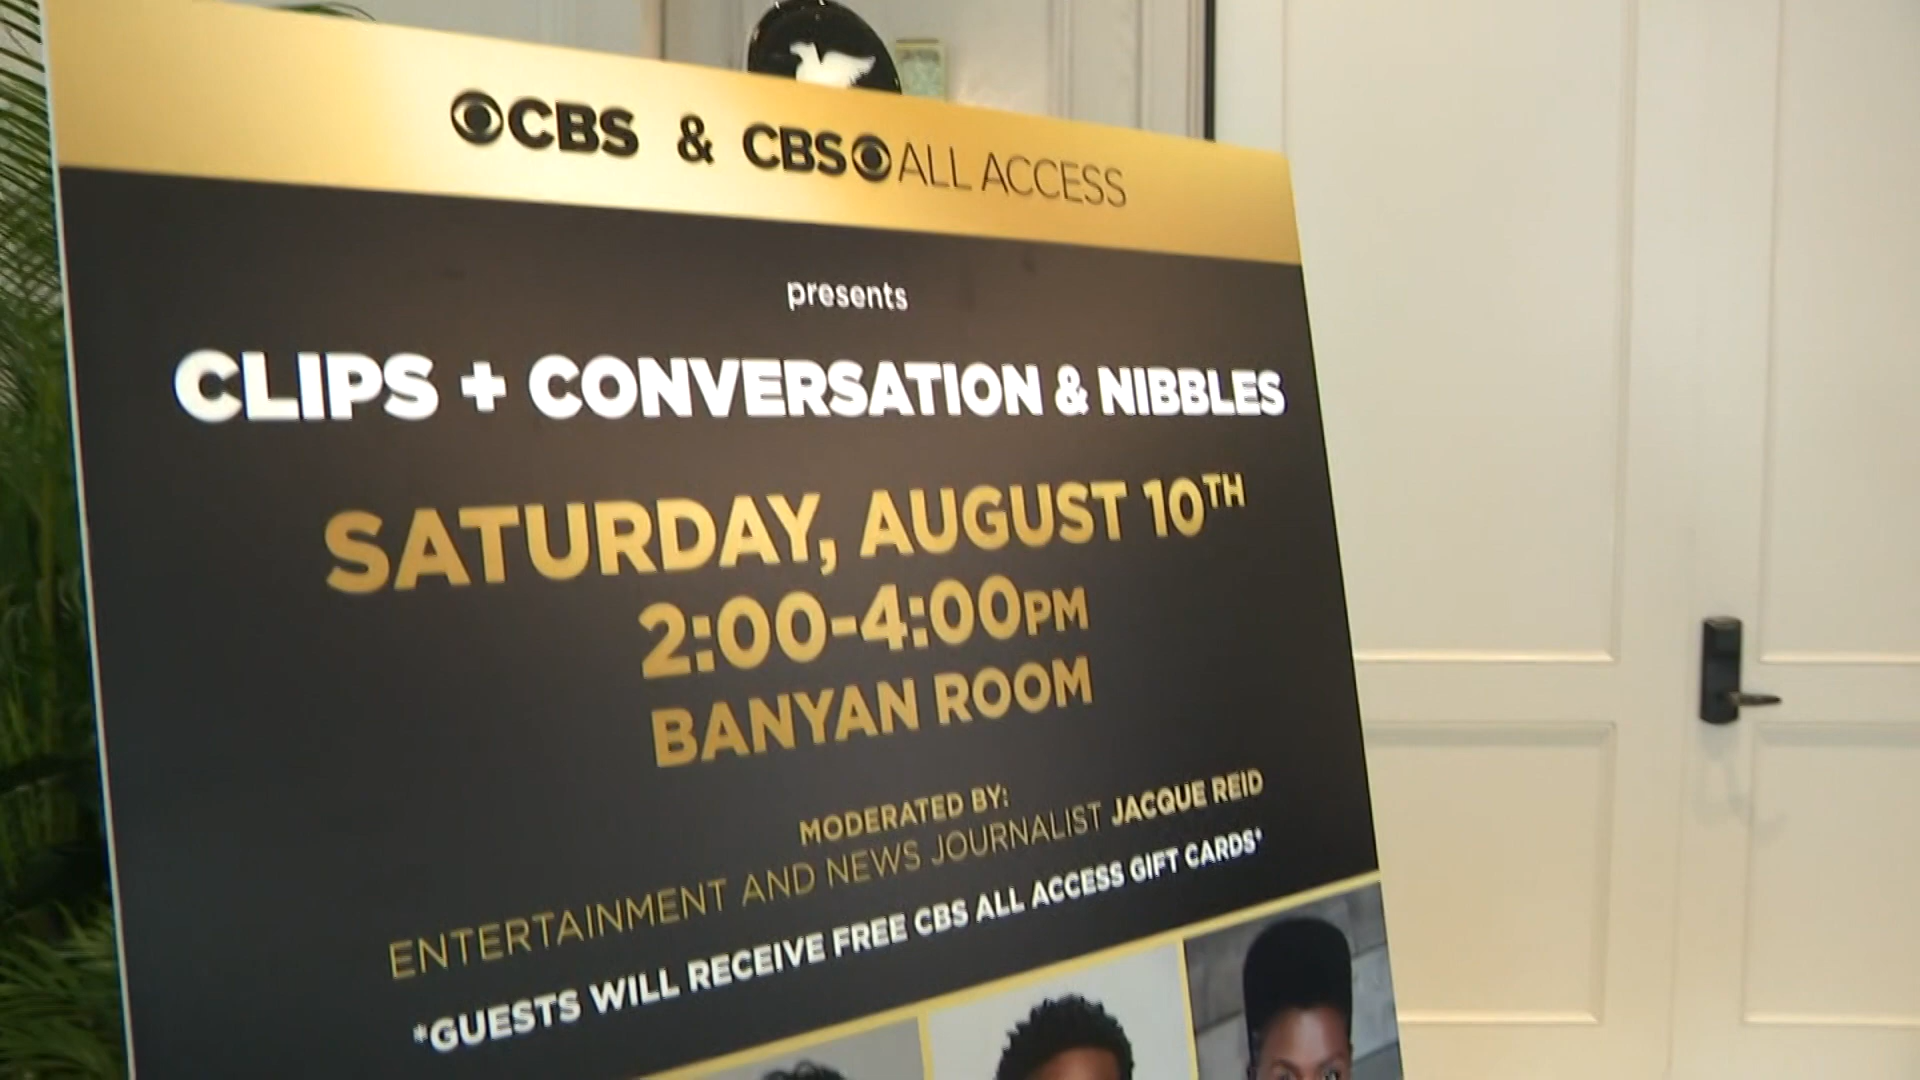 CBS & CBS ALL ACCESS
presents
CLIPS + CONVERSATION & NIBBLES
SATURDAY, AUGUST 10TH
2:00-4:00PM
BANYAN ROOM
MODERATED BY:
ENTERTAINMENT AND NEWS JOURNALIST JACQUE REID
*GUESTS WILL RECEIVE FREE CBS ALL ACCESS GIFT CARDS*